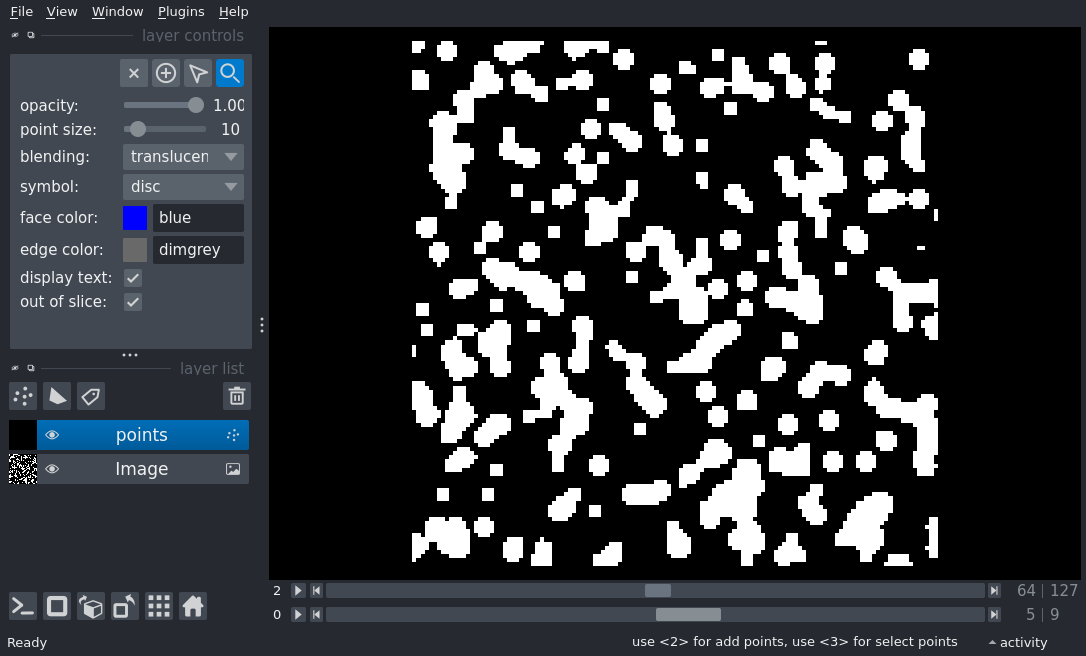 File View Window Plugins Help
layer controls
opacity: 1.00
point size: 10
blending: translucen
symbol: disc
face color: blue
edge color: dimgrey
display text:
out of slice:
layer list
points
Image
2 64 127
0 5 9
Ready use <2> for add points, use <3> for select points activity